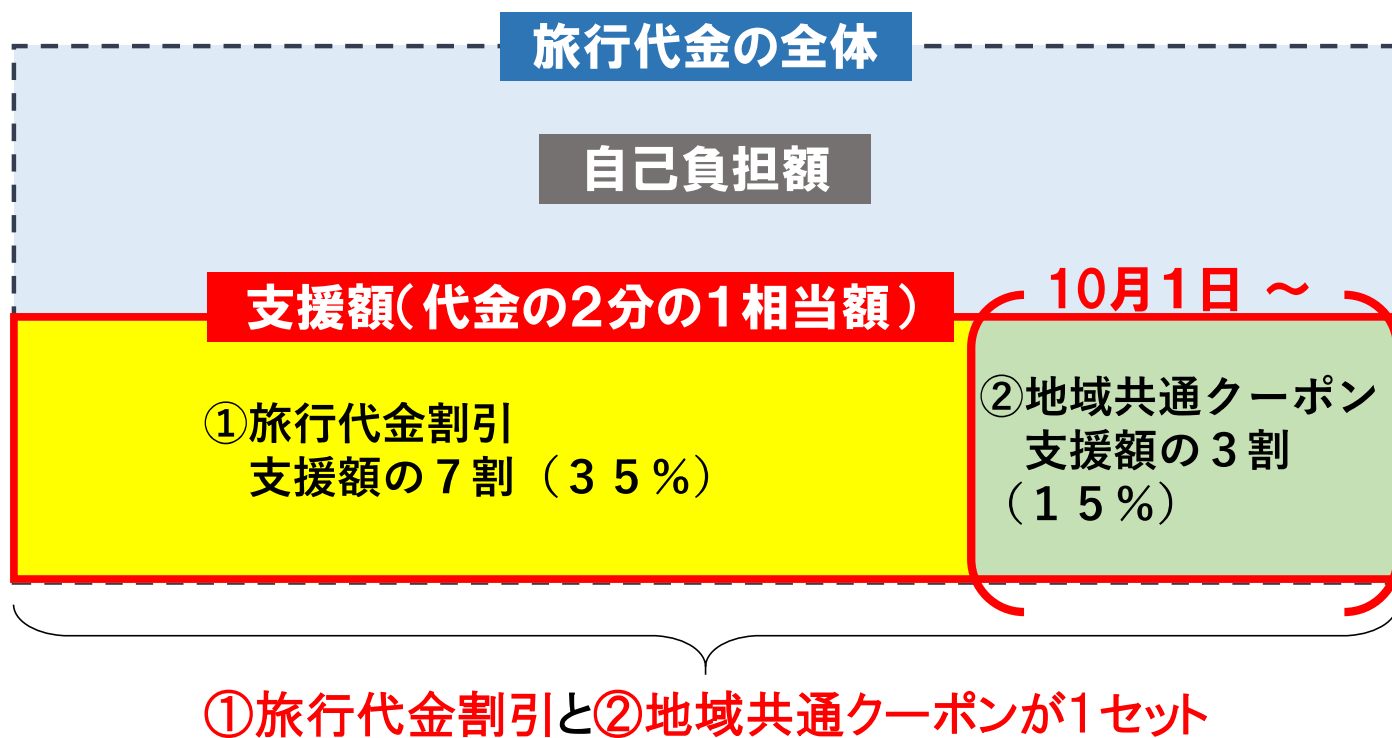 旅行代金の全体
自己負担額
支援額(代金の2分の1相当額)
10月1日 ～
①旅行代金割引
支援額の７割（３５%）
②地域共通クーポン
支援額の３割
（１５%）
①旅行代金割引と②地域共通クーポンが1セット